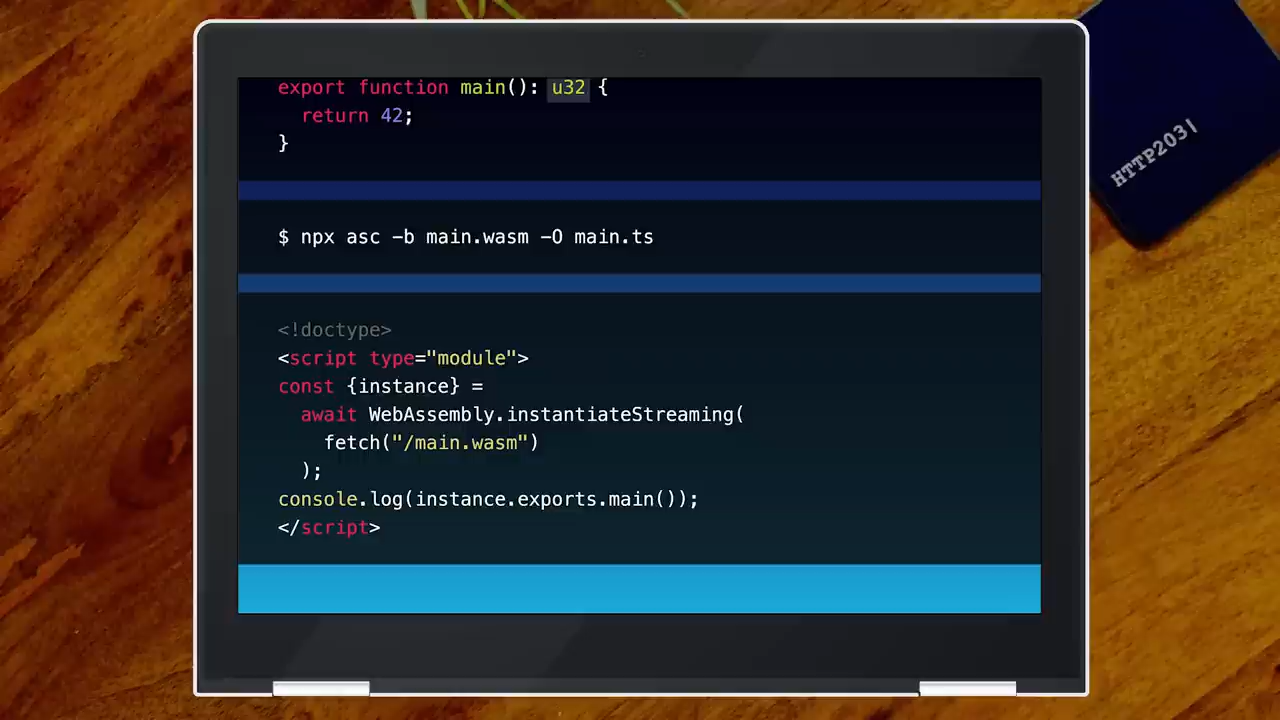 export function main(): u32 {
return 42;
}
$ npx asc -b main.wasm -O main.ts
<!doctype>
<script type="module">
const {instance} =
await WebAssembly.instantiateStreaming(
fetch("/main.wasm")
);
console.log(instance.exports.main());
</script>
HTTP203|